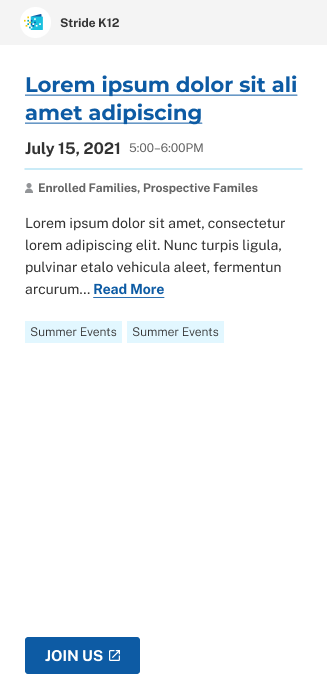 Stride K12
Lorem ipsum dolor sit ali
amet adipiscing
July 15, 2021 5:00–6:00PM
Enrolled Families, Prospective Familes
Lorem ipsum dolor sit amet, consectetur
lorem adipiscing elit. Nunc turpis ligula,
pulvinar etalo vehicula aleet, fermentun
arcurum... Read More
Summer Events Summer Events
JOIN US